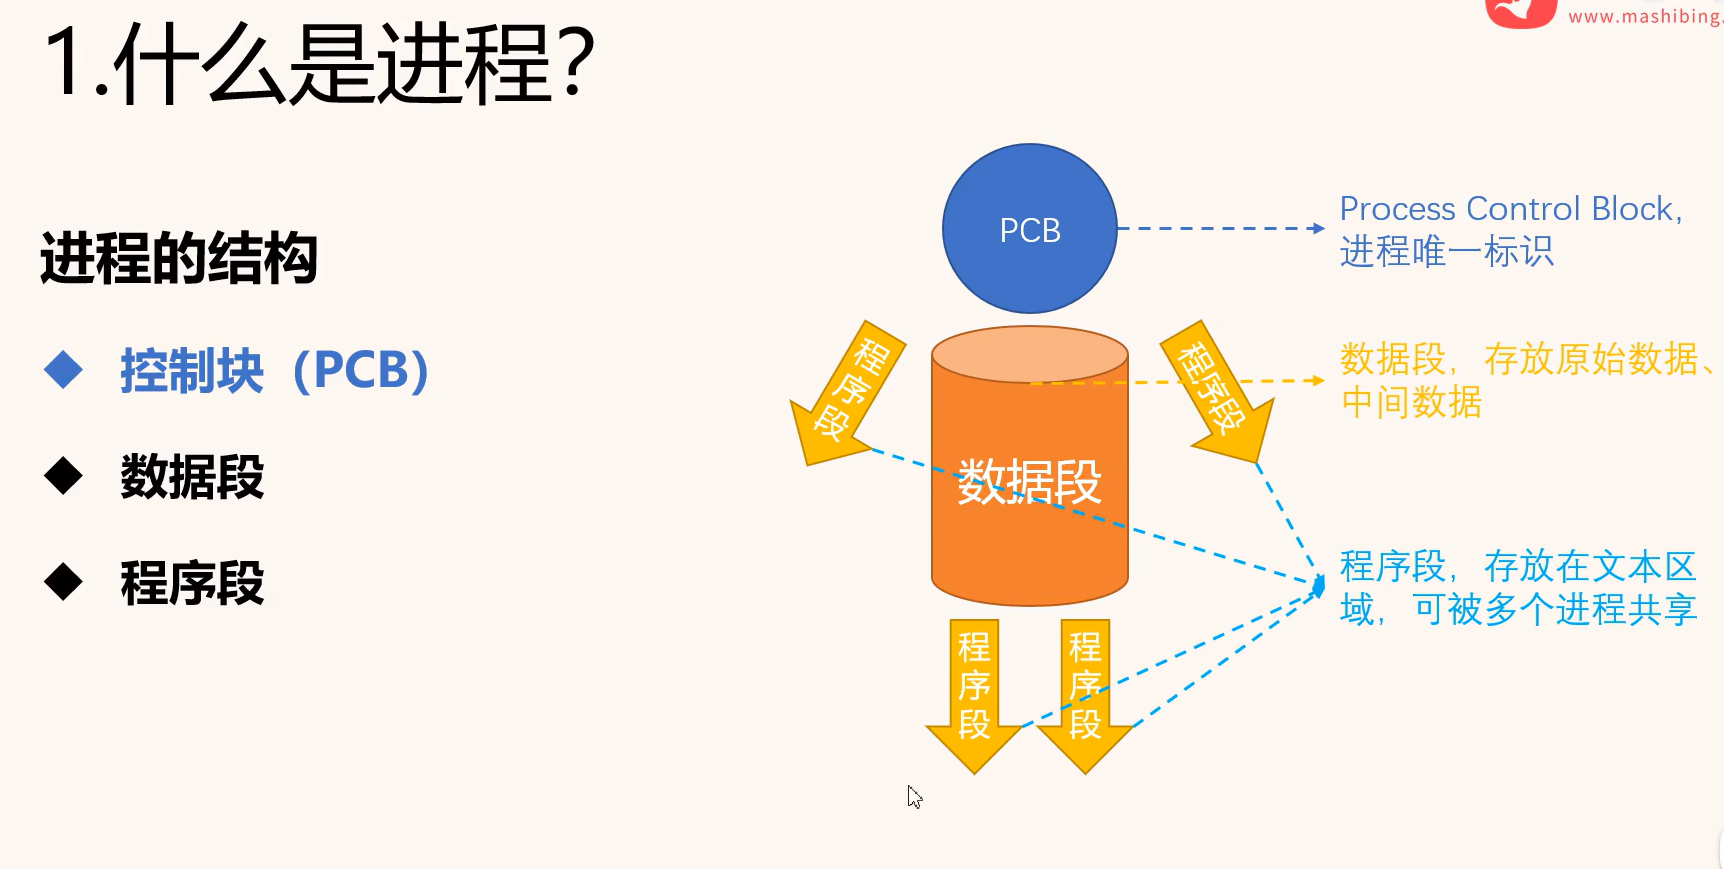 www.mashibing.
1.什么是进程？
进程的结构
◆ 控制块（PCB）
◆ 数据段
◆ 程序段
PCB
程序段
程序段
数据段
程序段
程序段
Process Control Block,
进程唯一标识
数据段，存放原始数据、
中间数据
程序段，存放在文本区
域，可被多个进程共享